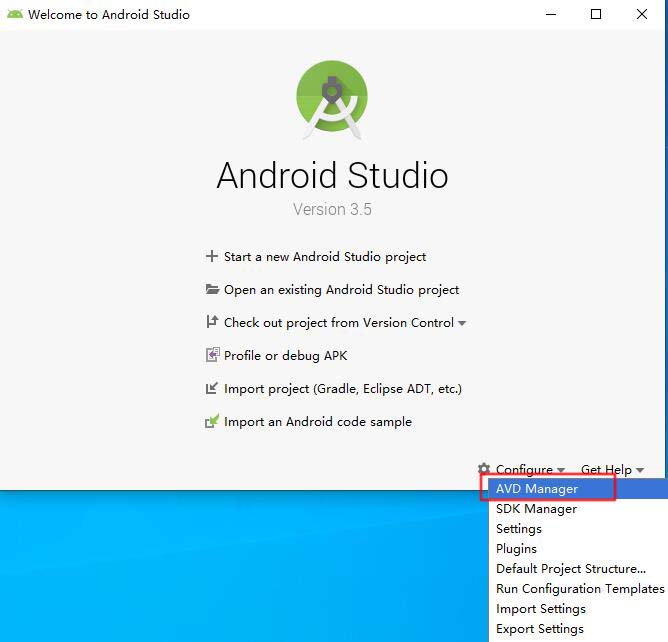 Welcome to Android Studio
Android Studio
Version 3.5
Start a new Android Studio project
Open an existing Android Studio project
Check out project from Version Control
Profile or debug APK
Import project (Gradle, Eclipse ADT, etc.)
Import an Android code sample
Configure Get Help
AVD Manager
SDK Manager
Settings
Plugins
Default Project Structure...
Run Configuration Templates
Import Settings
Export Settings